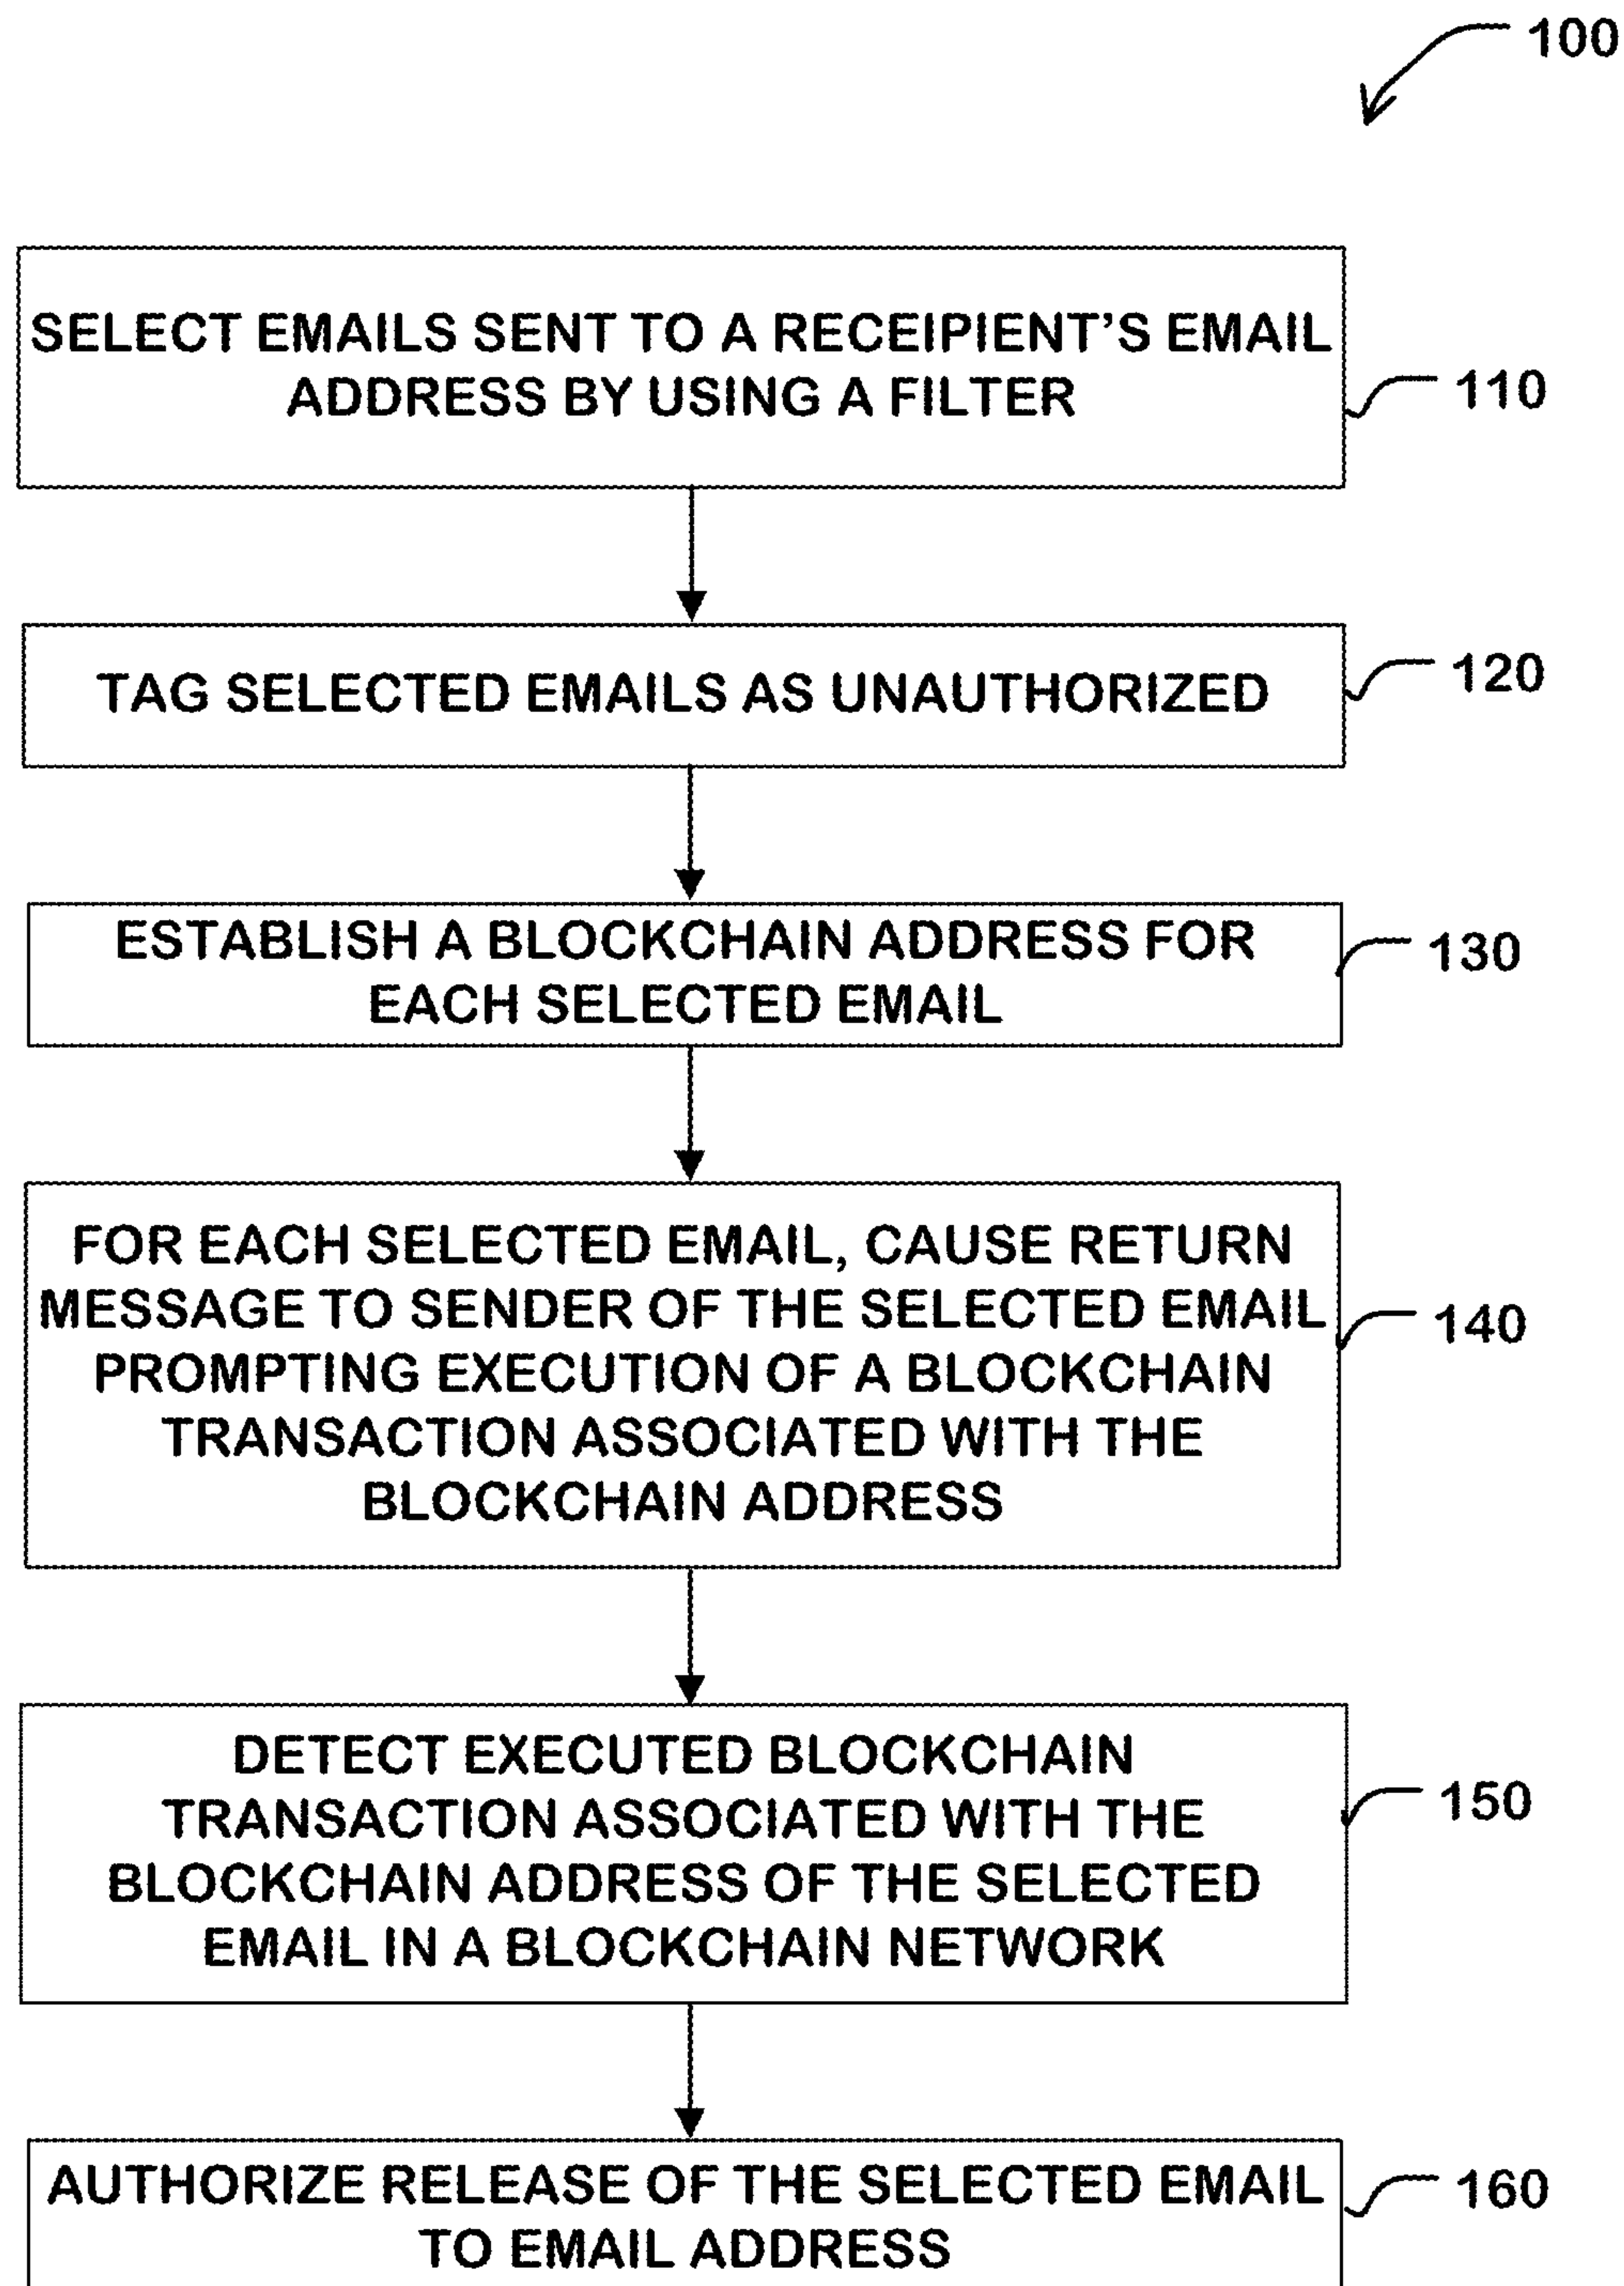 100
SELECT EMAILS SENT TO A RECEIPIENT'S EMAIL
ADDRESS BY USING A FILTER
110
TAG SELECTED EMAILS AS UNAUTHORIZED
120
ESTABLISH A BLOCKCHAIN ADDRESS FOR
EACH SELECTED EMAIL
130
FOR EACH SELECTED EMAIL, CAUSE RETURN
MESSAGE TO SENDER OF THE SELECTED EMAIL
PROMPTING EXECUTION OF A BLOCKCHAIN
TRANSACTION ASSOCIATED WITH THE
BLOCKCHAIN ADDRESS
140
DETECT EXECUTED BLOCKCHAIN
TRANSACTION ASSOCIATED WITH THE
BLOCKCHAIN ADDRESS OF THE SELECTED
EMAIL IN A BLOCKCHAIN NETWORK
150
AUTHORIZE RELEASE OF THE SELECTED EMAIL
TO EMAIL ADDRESS
160